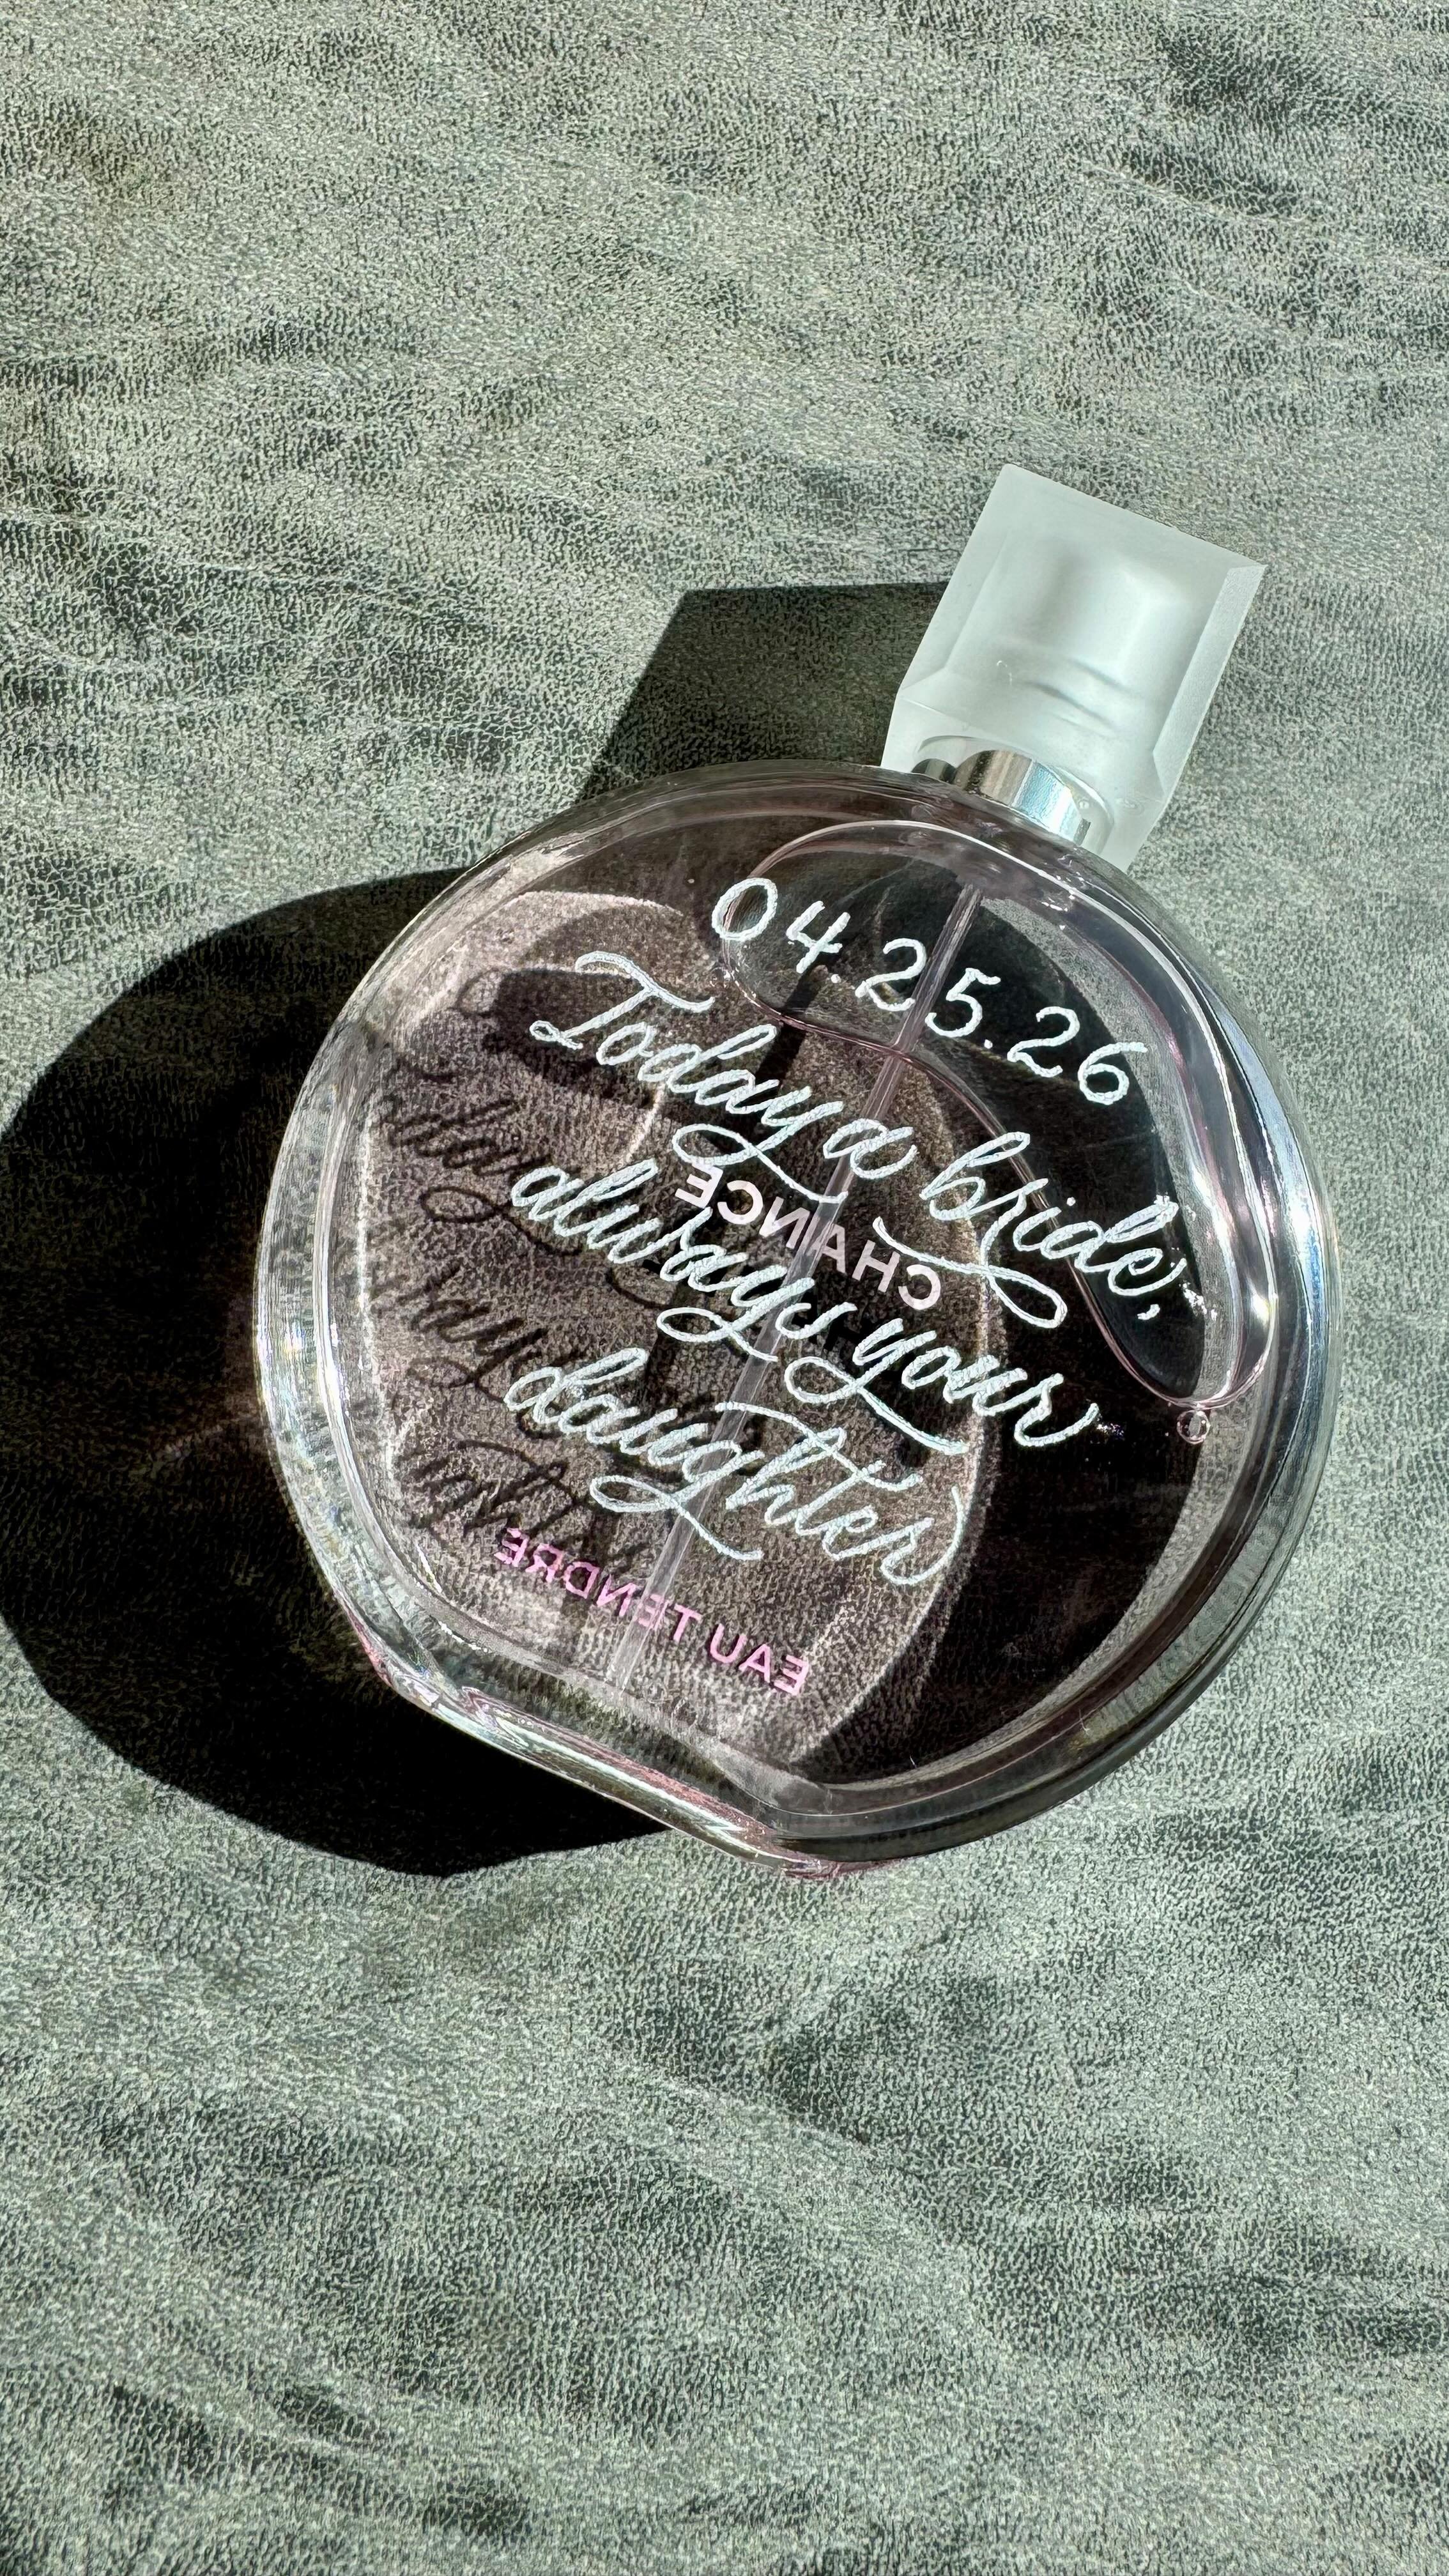 04.25.26
Today a bride,
CHANCE
always your
daughter
EAU TENDRE